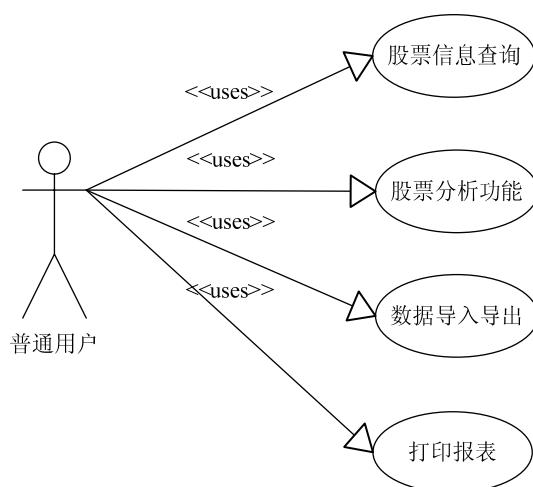 股票信息查询
<<uses>>
<<uses>>
股票分析功能
<<uses>>
<<uses>>
数据导入导出
普通用户
打印报表